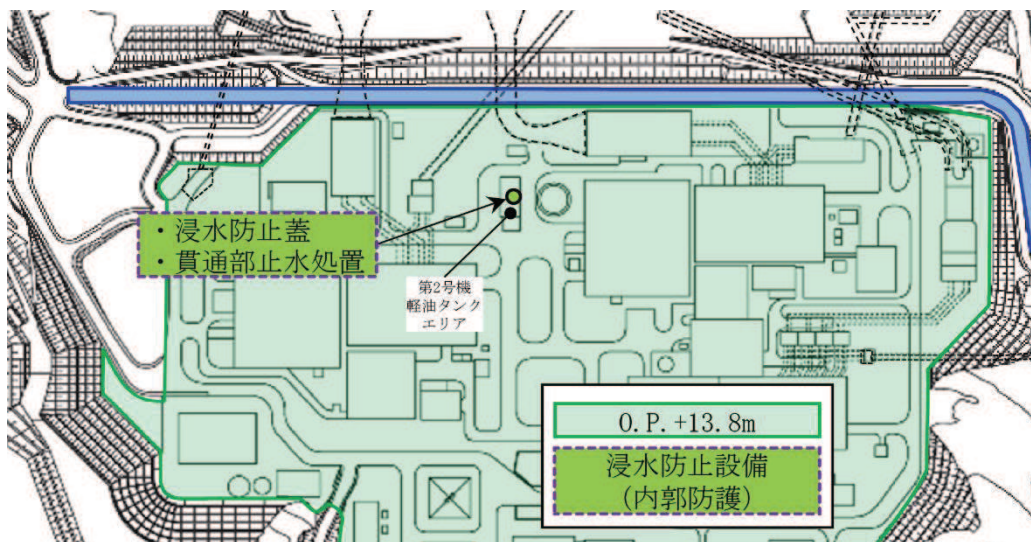 ・浸水防止蓋
・貫通部止水処置
第2号機
軽油タンク
エリア
O.P.+13.8m
浸水防止設備
(内郭防護)